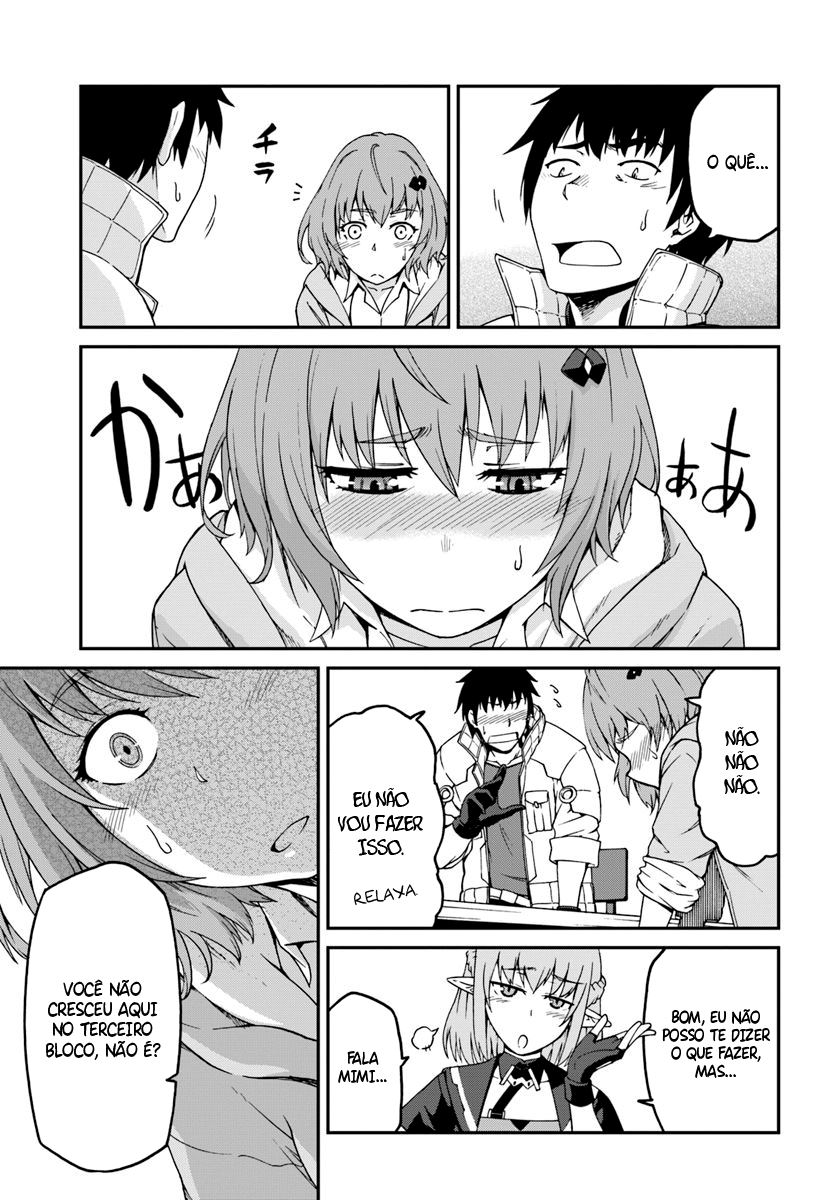 O QUÊ...
チラ
かあ
ぁあ
NÃO
NÃO
NÃO.
EU NÃO
VOU FAZER
ISSO.
RELAXA.
BOM, EU NÃO
POSSO TE DIZER
O QUE FAZER,
MAS...
FALA
MIMI...
VOCÊ NÃO
CRESCEU AQUI
NO TERCEIRO
BLOCO, NÃO É?